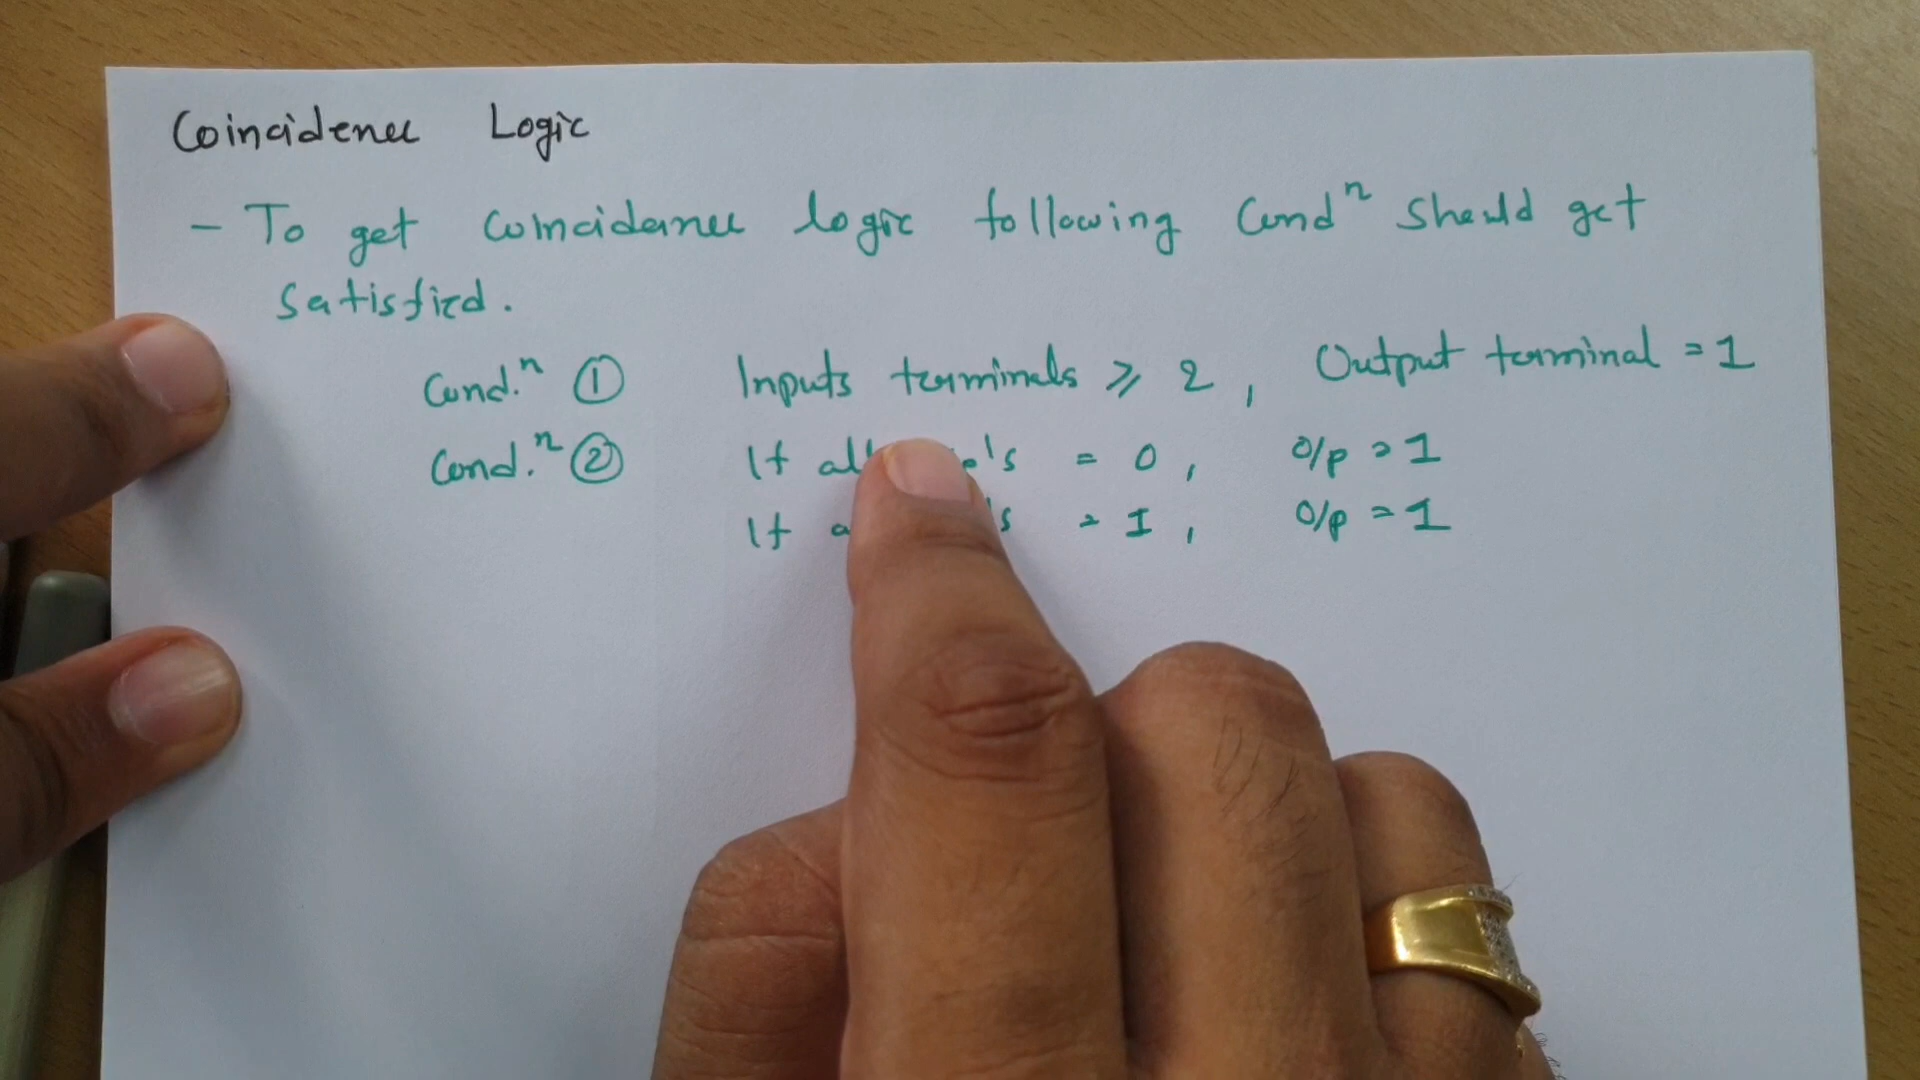 Coincidence Logic
- To get coincidence logic following Condⁿ should get
satisfied.
Cond.ⁿ ① Inputs terminals ⩾ 2 , Output terminal = 1
Cond.ⁿ ② If all = 0 , O/p = 1
If = 1 , O/p = 1